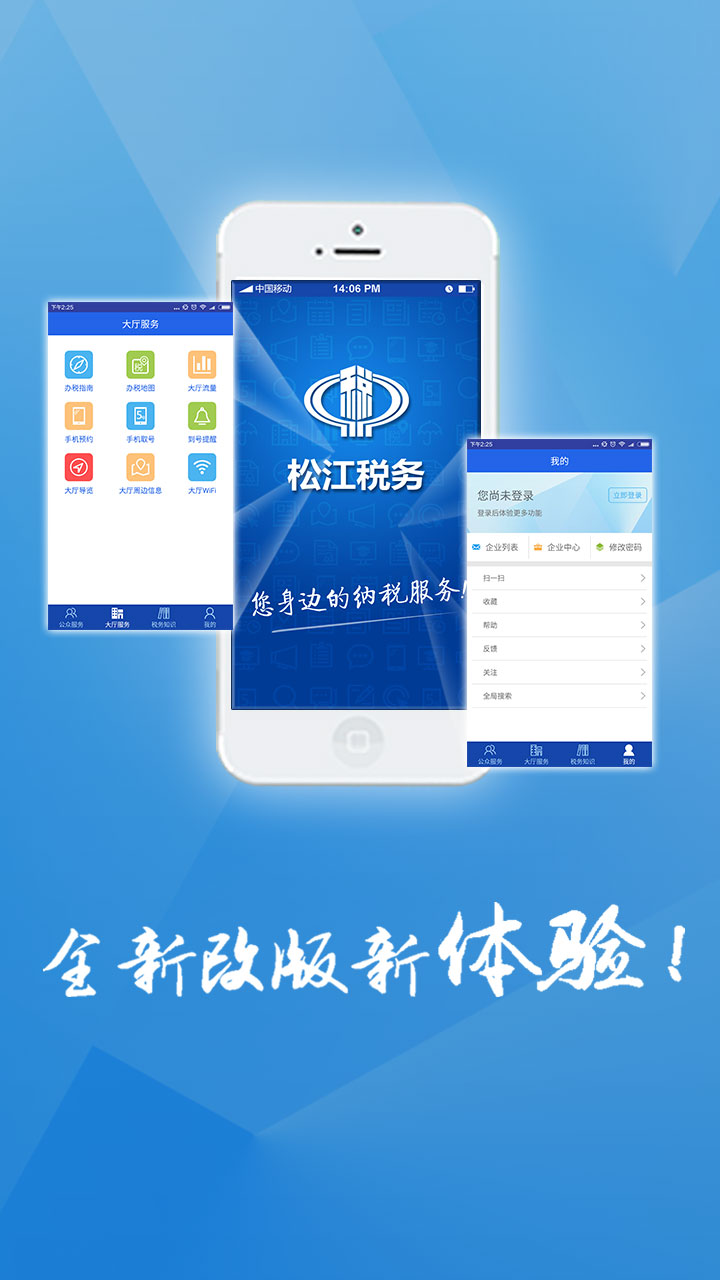 中国移动 14:06 PM
税
松江税务
您身边的纳税服务!
下午2:25
大厅服务
办税指南 办税地图 大厅流量
手机预约 手机取号 到号提醒
大厅导览 大厅周边信息 大厅WiFi
公众服务 大厅服务 税务知识 我的
下午2:25
我的
您尚未登录 立即登录
登录后体验更多功能
企业列表 企业中心 修改密码
扫一扫
收藏
帮助
反馈
关注
全局搜索
公众服务 大厅服务 税务知识 我的
全新改版新体验!